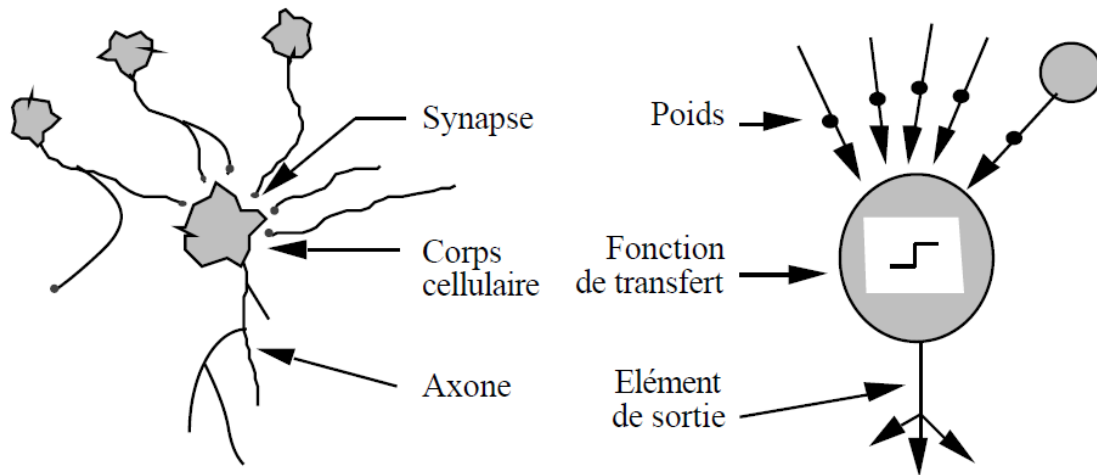 Synapse
Corps
cellulaire
Axone
Poids
Fonction
de transfert
Elément
de sortie